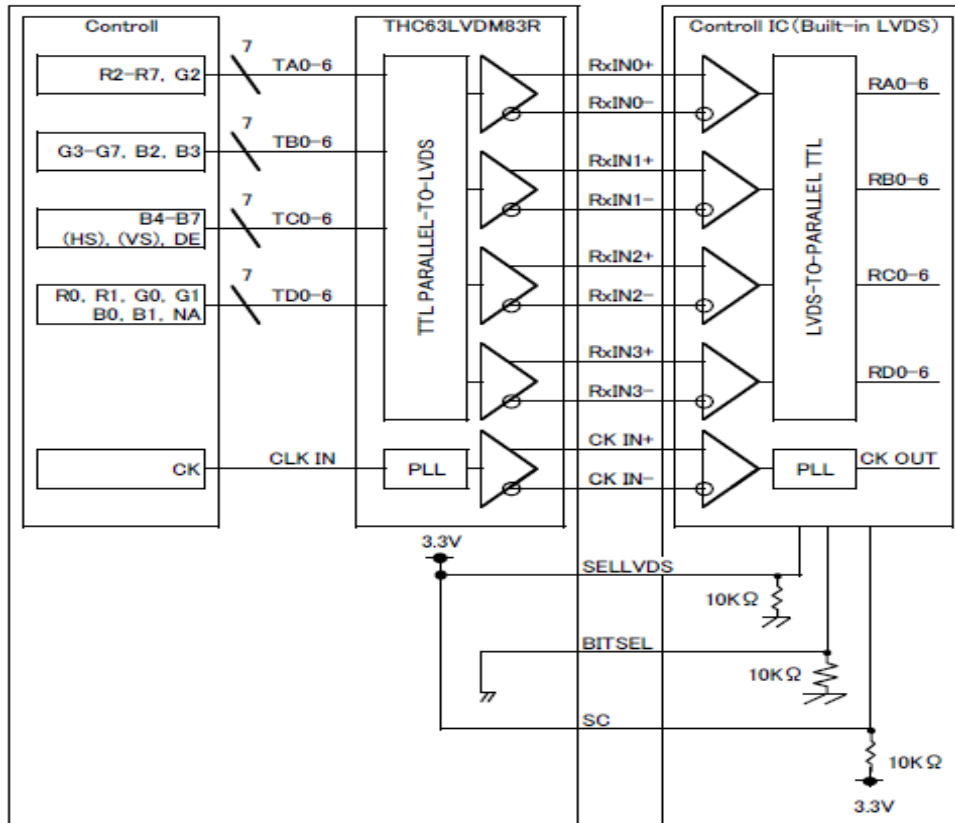 Controll
THC63LVDM83R
Controll IC(Built-in LVDS)
R2-R7, G2
7
TA0-6
RxIN0+
RxIN0-
RA0-6
G3-G7, B2, B3
7
TB0-6
RxIN1+
RxIN1-
RB0-6
B4-B7
(HS), (VS), DE
7
TC0-6
RxIN2+
RxIN2-
RC0-6
R0, R1, G0, G1
B0, B1, NA
7
TD0-6
RxIN3+
RxIN3-
RD0-6
TTL PARALLEL-TO-LVDS
LVDS-TO-PARALLEL TTL
CK
CLK IN
PLL
CK IN+
CK IN-
PLL
CK OUT
3.3V
SELLVDS
10KΩ
BITSEL
10KΩ
SC
10KΩ
3.3V